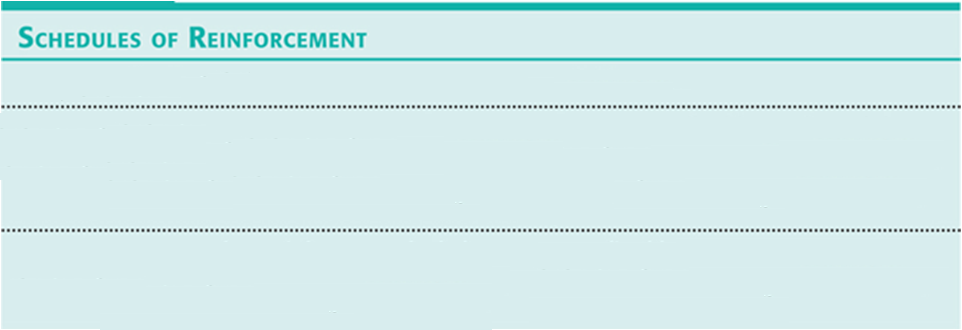 SCHEDULES OF REINFORCEMENT